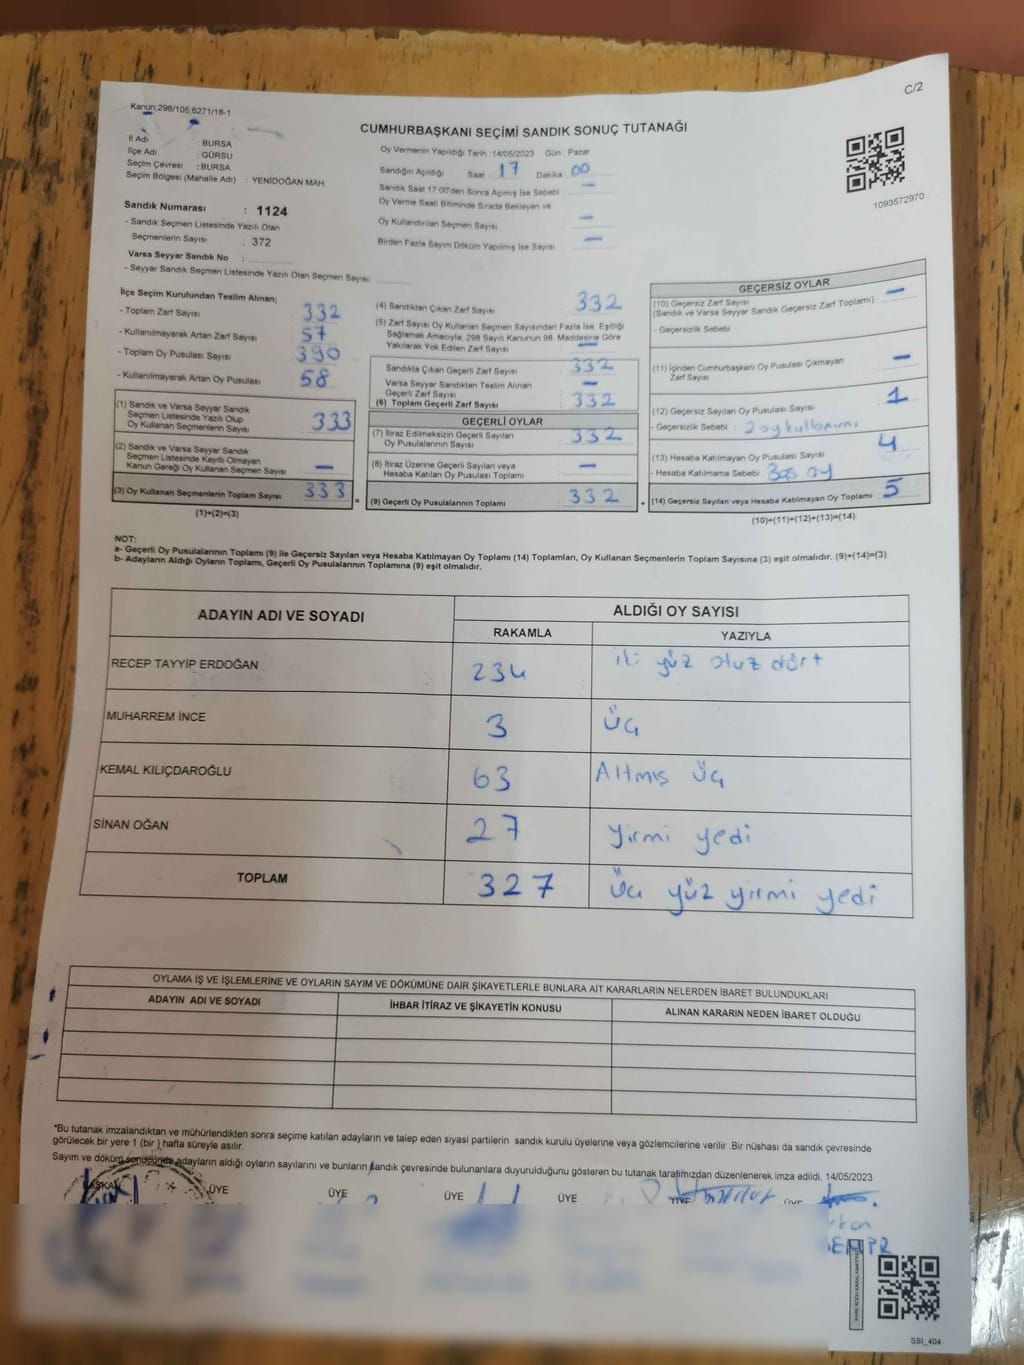 C/2
Kanun;298/105;6271/18-1
CUMHURBAŞKANI SEÇİMİ SANDIK SONUÇ TUTANAĞI
İl Adı : BURSA
İlçe Adı : GÜRSU
Seçim Çevresi : BURSA
Seçim Bölgesi (Mahalle Adı) : YENİDOĞAN MAH.
Sandık Numarası : 1124
- Sandık Seçmen Listesinde Yazılı Olan
Seçmenlerin Sayısı : 372
Varsa Seyyar Sandık No :
- Seyyar Sandık Seçmen Listesinde Yazılı Olan Seçmen Sayısı:
Oy Vermenin Yapıldığı Tarih : 14/05/2023 Gün Pazar
Sandığın Açıldığı Saat : 17 Dakika 00
Sandık Saat 17:00'den Sonra Açılmış İse Sebebi : —
Oy Verme Saati Bitiminde Sırada Bekleyen ve
Oy Kullandırılan Seçmen Sayısı —
Birden Fazla Sayım Döküm Yapılmış İse Sayısı —
1093572970
İlçe Seçim Kurulundan Teslim Alınan;
- Toplam Zarf Sayısı : 332
- Kullanılmayarak Artan Zarf Sayısı : 57
- Toplam Oy Pusulası Sayısı : 390
- Kullanılmayarak Artan Oy Pusulası : 58
(1) Sandık ve Varsa Seyyar Sandık
Seçmen Listesinde Yazılı Olup
Oy Kullanan Seçmenlerin Sayısı : 333
(2) Sandık ve Varsa Seyyar Sandık
Seçmen Listesinde Kayıtlı Olmayan
Kanun Gereği Oy Kullanan Seçmen Sayısı : —
(3) Oy Kullanan Seçmenlerin Toplam Sayısı : 333
(1)+(2)=(3)
(4) Sandıktan Çıkan Zarf Sayısı : 332
(5) Zarf Sayısı Oy Kullanan Seçmen Sayısından Fazla İse, Eşitliği
Sağlamak Amacıyla; 298 Sayılı Kanunun 98. Maddesine Göre
Yakılarak Yok Edilen Zarf Sayısı : —
Sandıkta Çıkan Geçerli Zarf Sayısı : 332
Varsa Seyyar Sandıktan Teslim Alınan
Geçerli Zarf Sayısı : —
(6) Toplam Geçerli Zarf Sayısı : 332
GEÇERLİ OYLAR
(7) İtiraz Edilmeksizin Geçerli Sayılan
Oy Pusulalarının Sayısı : 332
(8) İtiraz Üzerine Geçerli Sayılan veya
Hesaba Katılan Oy Pusulası Toplamı : —
(9) Geçerli Oy Pusulalarının Toplamı : 332
GEÇERSİZ OYLAR
(10) Geçersiz Zarf Sayısı
(Sandık ve Varsa Seyyar Sandık Geçersiz Zarf Toplamı) : —
- Geçersizlik Sebebi :
(11) İçinden Cumhurbaşkanı Oy Pusulası Çıkmayan
Zarf Sayısı —
(12) Geçersiz Sayılan Oy Pusulası Sayısı : 1
- Geçersizlik Sebebi : 2 oy kullanımı
(13) Hesaba Katılmayan Oy Pusulası Sayısı : 4
- Hesaba Katılmama Sebebi : Boş oy
(14) Geçersiz Sayılan veya Hesaba Katılmayan Oy Toplamı : 5
(10)+(11)+(12)+(13)=(14)
NOT:
a- Geçerli Oy Pusulalarının Toplamı (9) ile Geçersiz Sayılan veya Hesaba Katılmayan Oy Toplamı (14) Toplamları, Oy Kullanan Seçmenlerin Toplam Sayısına (3) eşit olmalıdır. (9)+(14)=(3)
b- Adayların Aldığı Oyların Toplamı, Geçerli Oy Pusulalarının Toplamına (9) eşit olmalıdır.
ADAYIN ADI VE SOYADI ALDIĞI OY SAYISI
RAKAMLA YAZIYLA
RECEP TAYYİP ERDOĞAN 234 iki yüz otuz dört
MUHARREM İNCE 3 üç
KEMAL KILIÇDAROĞLU 63 Altmış üç
SİNAN OĞAN 27 yirmi yedi
TOPLAM 327 üç yüz yirmi yedi
OYLAMA İŞ VE İŞLEMLERİNE VE OYLARIN SAYIM VE DÖKÜMÜNE DAİR ŞİKAYETLERLE BUNLARA AİT KARARLARIN NELERDEN İBARET BULUNDUKLARI
ADAYIN ADI VE SOYADI İHBAR İTİRAZ VE ŞİKAYETİN KONUSU ALINAN KARARIN NEDEN İBARET OLDUĞU
*Bu tutanak imzalandıktan ve mühürlendikten sonra seçime katılan adayların ve talep eden siyasi partilerin sandık kurulu üyelerine veya gözlemcilerine verilir. Bir nüshası da sandık çevresinde
görülecek bir yere 1 (bir ) hafta süreyle asılır.
Sayım ve döküm sonucunda adayların aldığı oyların sayılarını ve bunların sandık çevresinde bulunanlara duyurulduğunu gösteren bu tutanak tarafımızdan düzenlenerek imza edildi. 14/05/2023
BAŞKAN ÜYE ÜYE ÜYE ÜYE ÜYE ÜYE
SSI_404